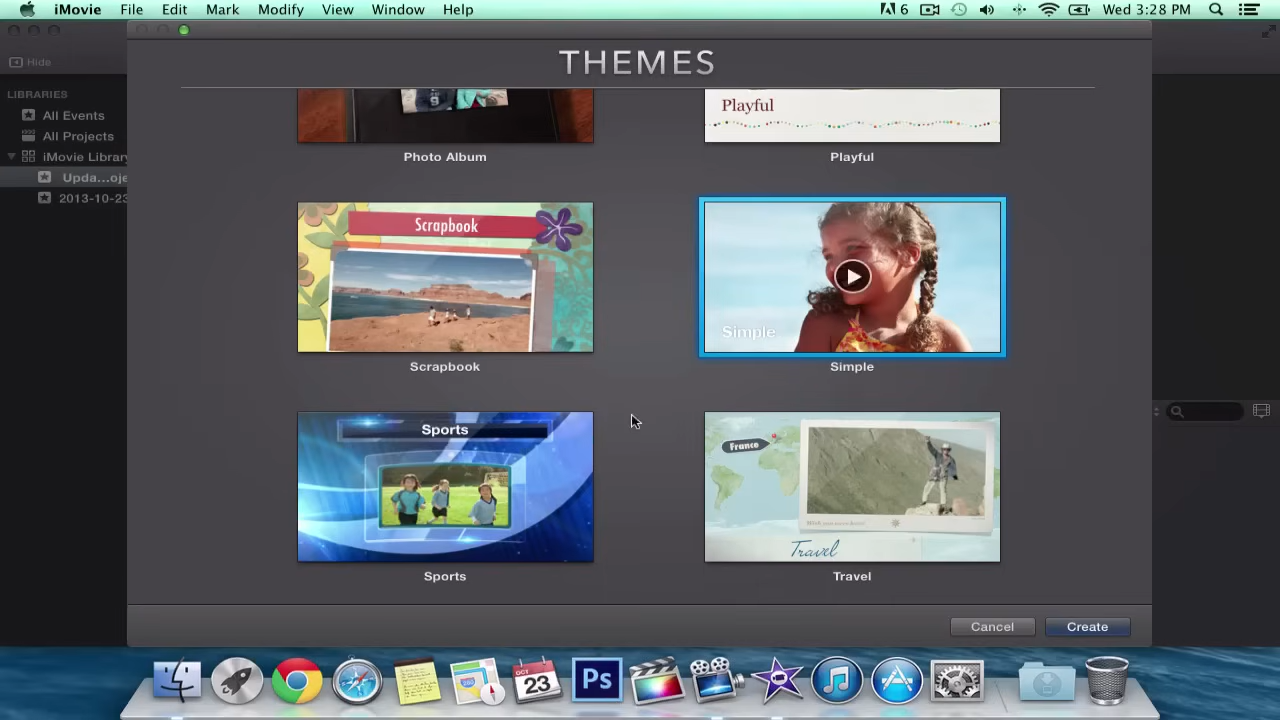 iMovie File Edit Mark Modify View Window Help 6 Wed 3:28 PM
Hide
THEMES
LIBRARIES
All Events
All Projects
iMovie Library
Upda...oje
2013-10-23
Playful
Photo Album
Playful
Scrapbook
Simple
Scrapbook
Simple
Sports
France
Travel
Sports
Travel
Cancel
Create
OCT
23
Ps